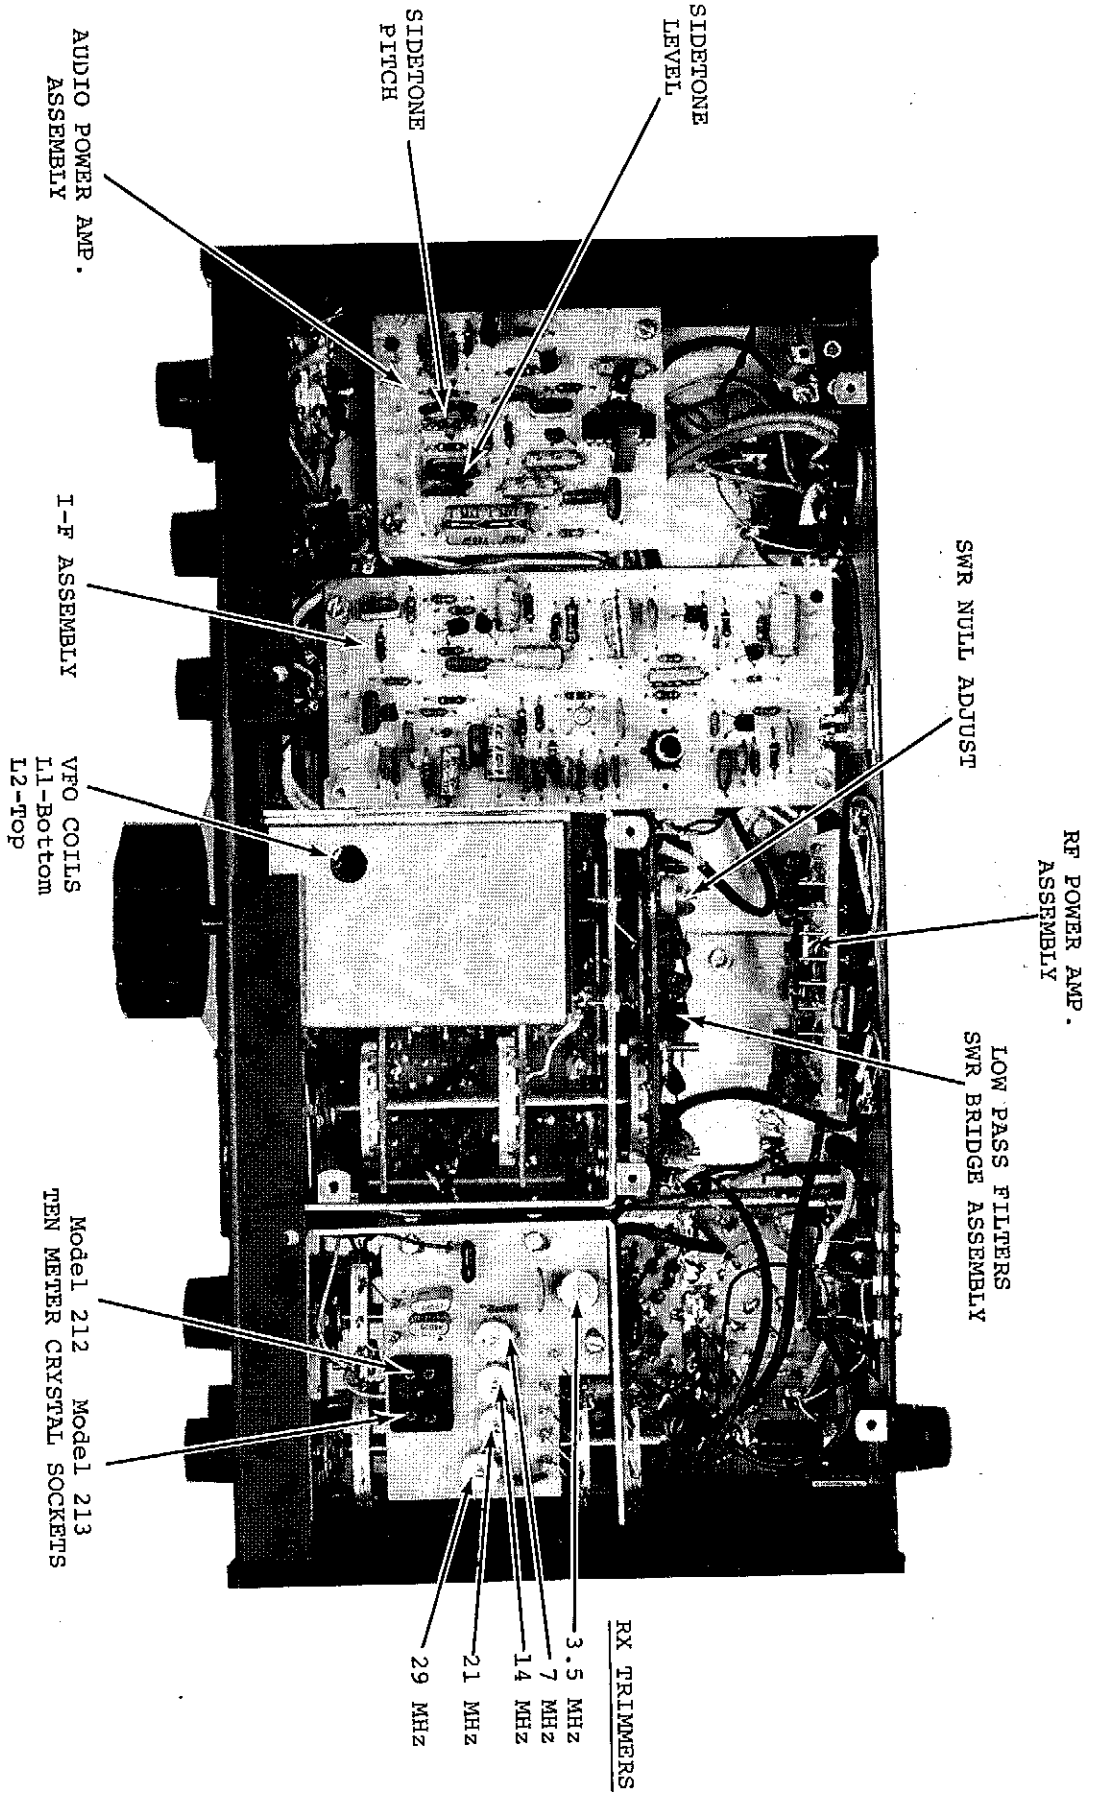 SIDETONE
LEVEL
SIDETONE
PITCH
AUDIO POWER AMP.
ASSEMBLY
I-F ASSEMBLY
SWR NULL ADJUST
VFO COILS
L1-Bottom
L2-Top
RF POWER AMP.
ASSEMBLY
LOW PASS FILTERS
SWR BRIDGE ASSEMBLY
Model 212 Model 213
TEN METER CRYSTAL SOCKETS
RX TRIMMERS
3.5 MHz
7 MHz
14 MHz
21 MHz
29 MHz